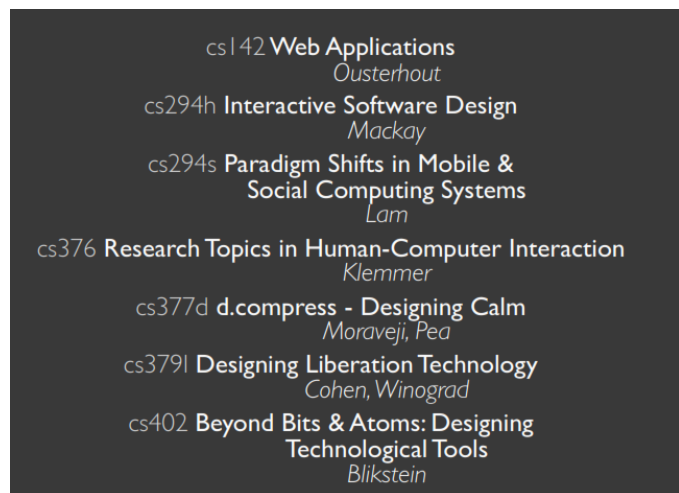 cs142 Web Applications
Ousterhout
cs294h Interactive Software Design
Mackay
cs294s Paradigm Shifts in Mobile &
Social Computing Systems
Lam
cs376 Research Topics in Human-Computer Interaction
Klemmer
cs377d d.compress - Designing Calm
Moraveji, Pea
cs379l Designing Liberation Technology
Cohen, Winograd
cs402 Beyond Bits & Atoms: Designing
Technological Tools
Blikstein